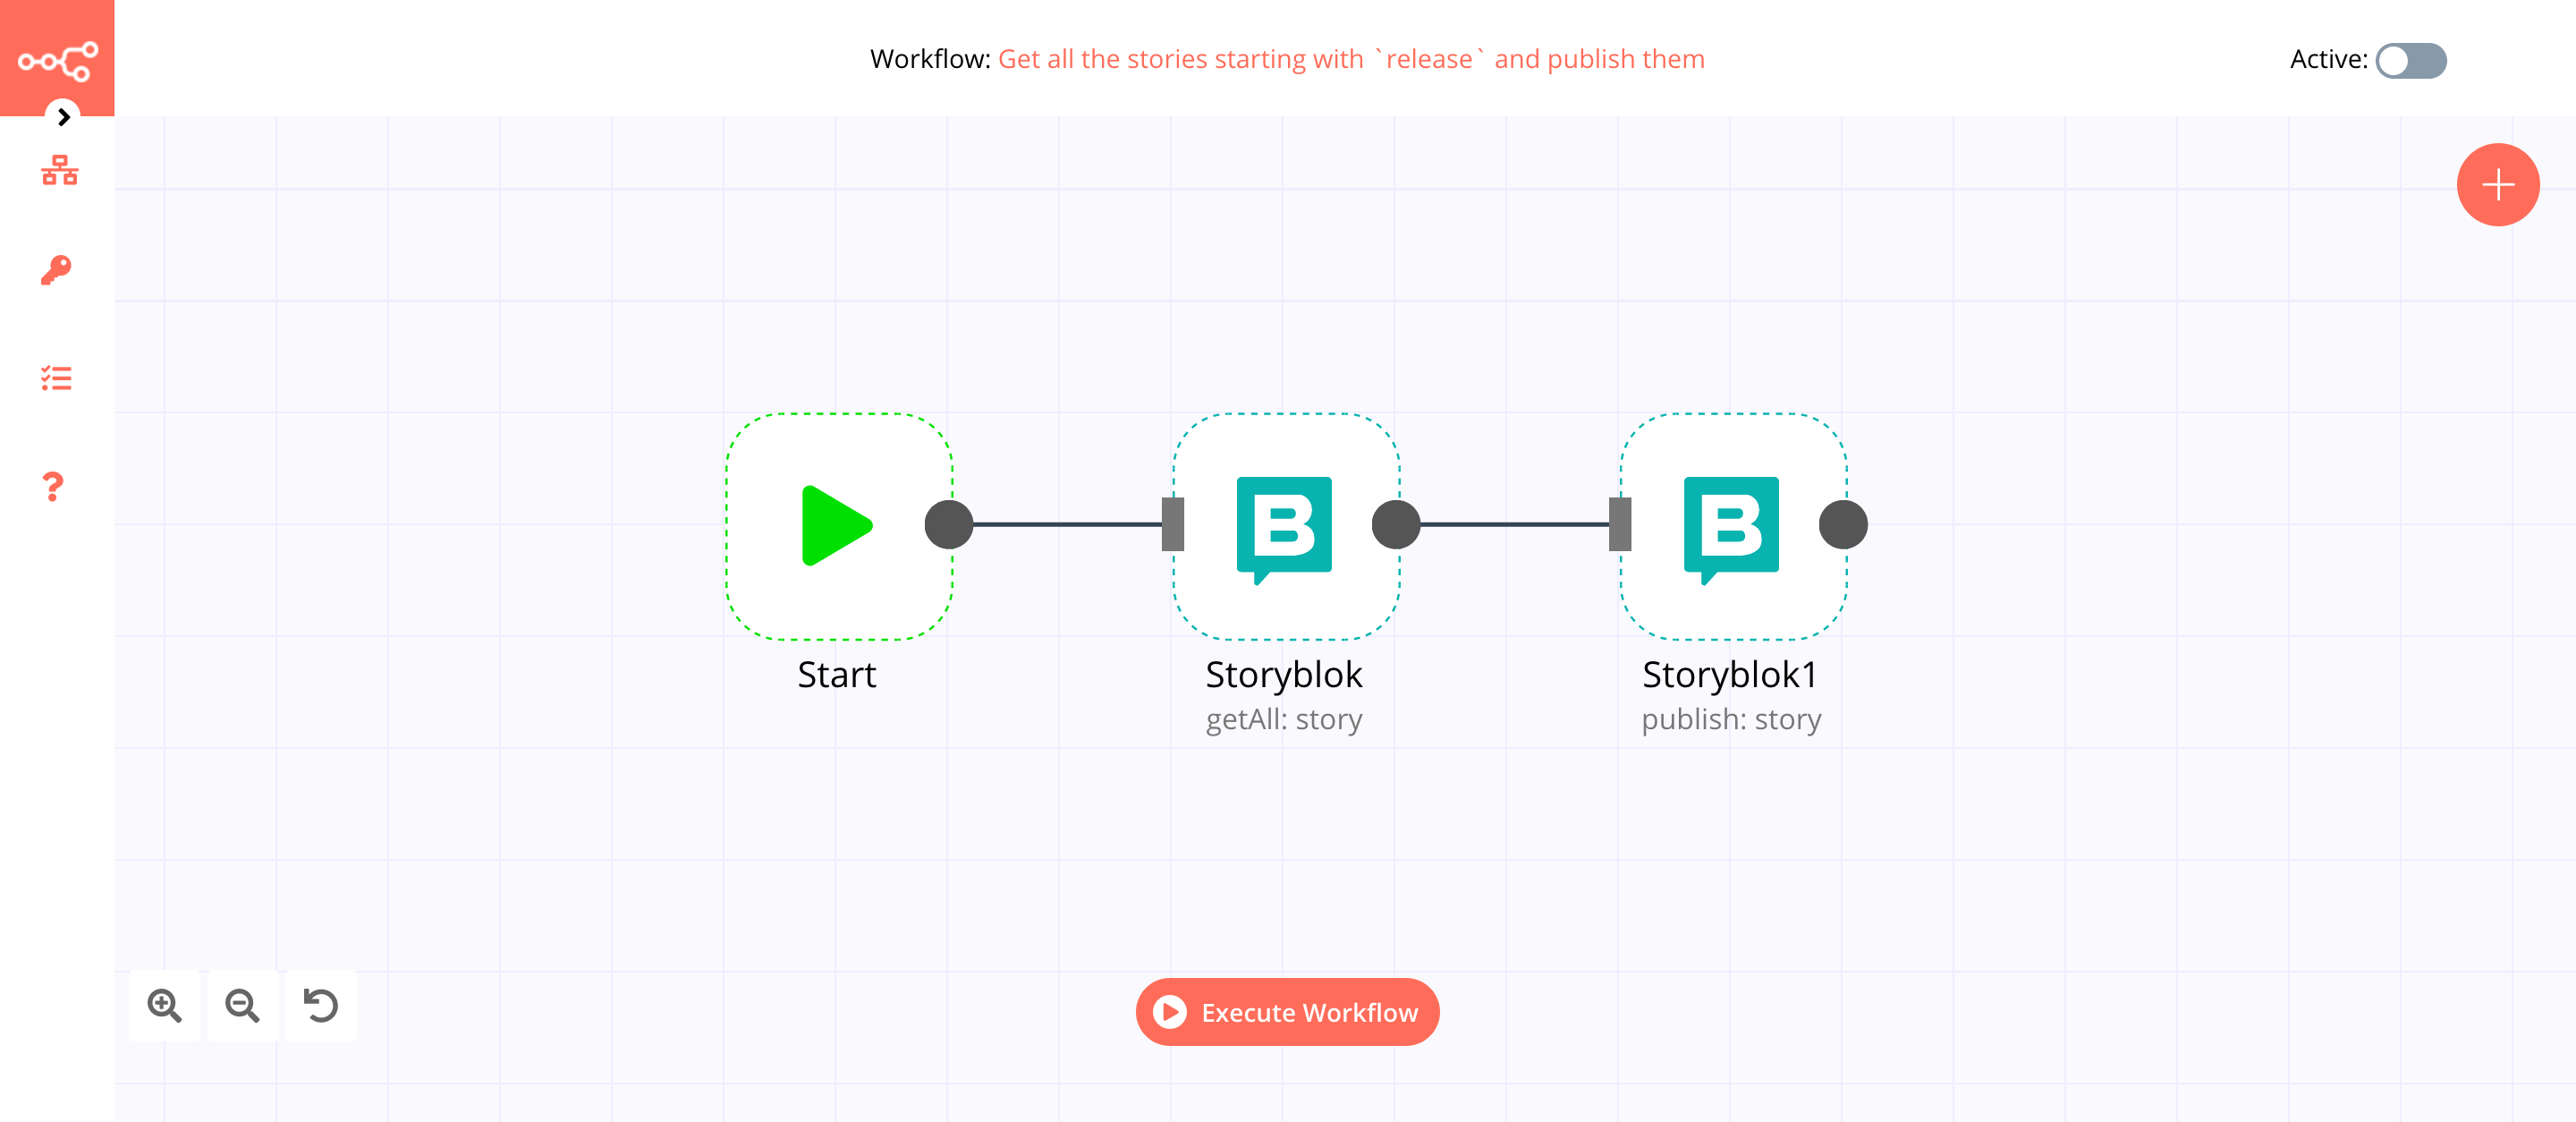 Workflow: Get all the stories starting with `release` and publish them
Active:
Start
Storyblok
getAll: story
Storyblok1
publish: story
Execute Workflow